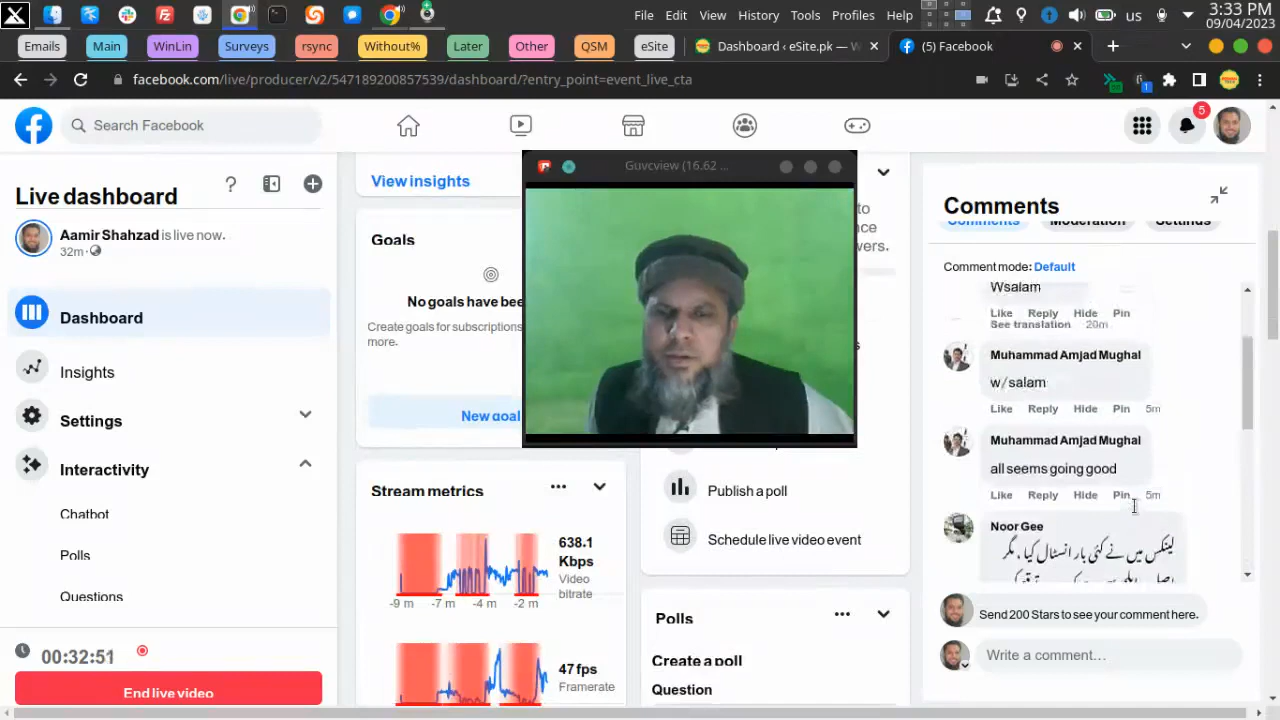 File Edit View History Tools Profiles Help
us
3:33 PM
09/04/2023
Emails
Main
WinLin
Surveys
rsync
Without%
Later
Other
QSM
eSite
Dashboard ‹ eSite.pk — W
(5) Facebook
facebook.com/live/producer/v2/547189200857539/dashboard/?entry_point=event_live_cta
Search Facebook
5
Live dashboard
Aamir Shahzad is live now.
32m
Dashboard
Insights
Settings
Interactivity
Chatbot
Polls
Questions
00:32:51
End live video
View insights
Goals
No goals have bee
Create goals for subscriptions
more.
New goal
Stream metrics
638.1
Kbps
Video
bitrate
-9 m -7 m -4 m -2 m
47 fps
Framerate
Guvcview (16.62 ...
to
nce
wers.
Publish a poll
Schedule live video event
Polls
Create a poll
Question
Comments
Comments Moderation Settings
Comment mode: Default
Wsalam
Like Reply Hide Pin
See translation 20m
Muhammad Amjad Mughal
w/salam
Like Reply Hide Pin 5m
Muhammad Amjad Mughal
all seems going good
Like Reply Hide Pin 5m
Noor Gee
لینکس میں نے کئی بار انسٹال کیا، مگر
Send 200 Stars to see your comment here.
Write a comment...